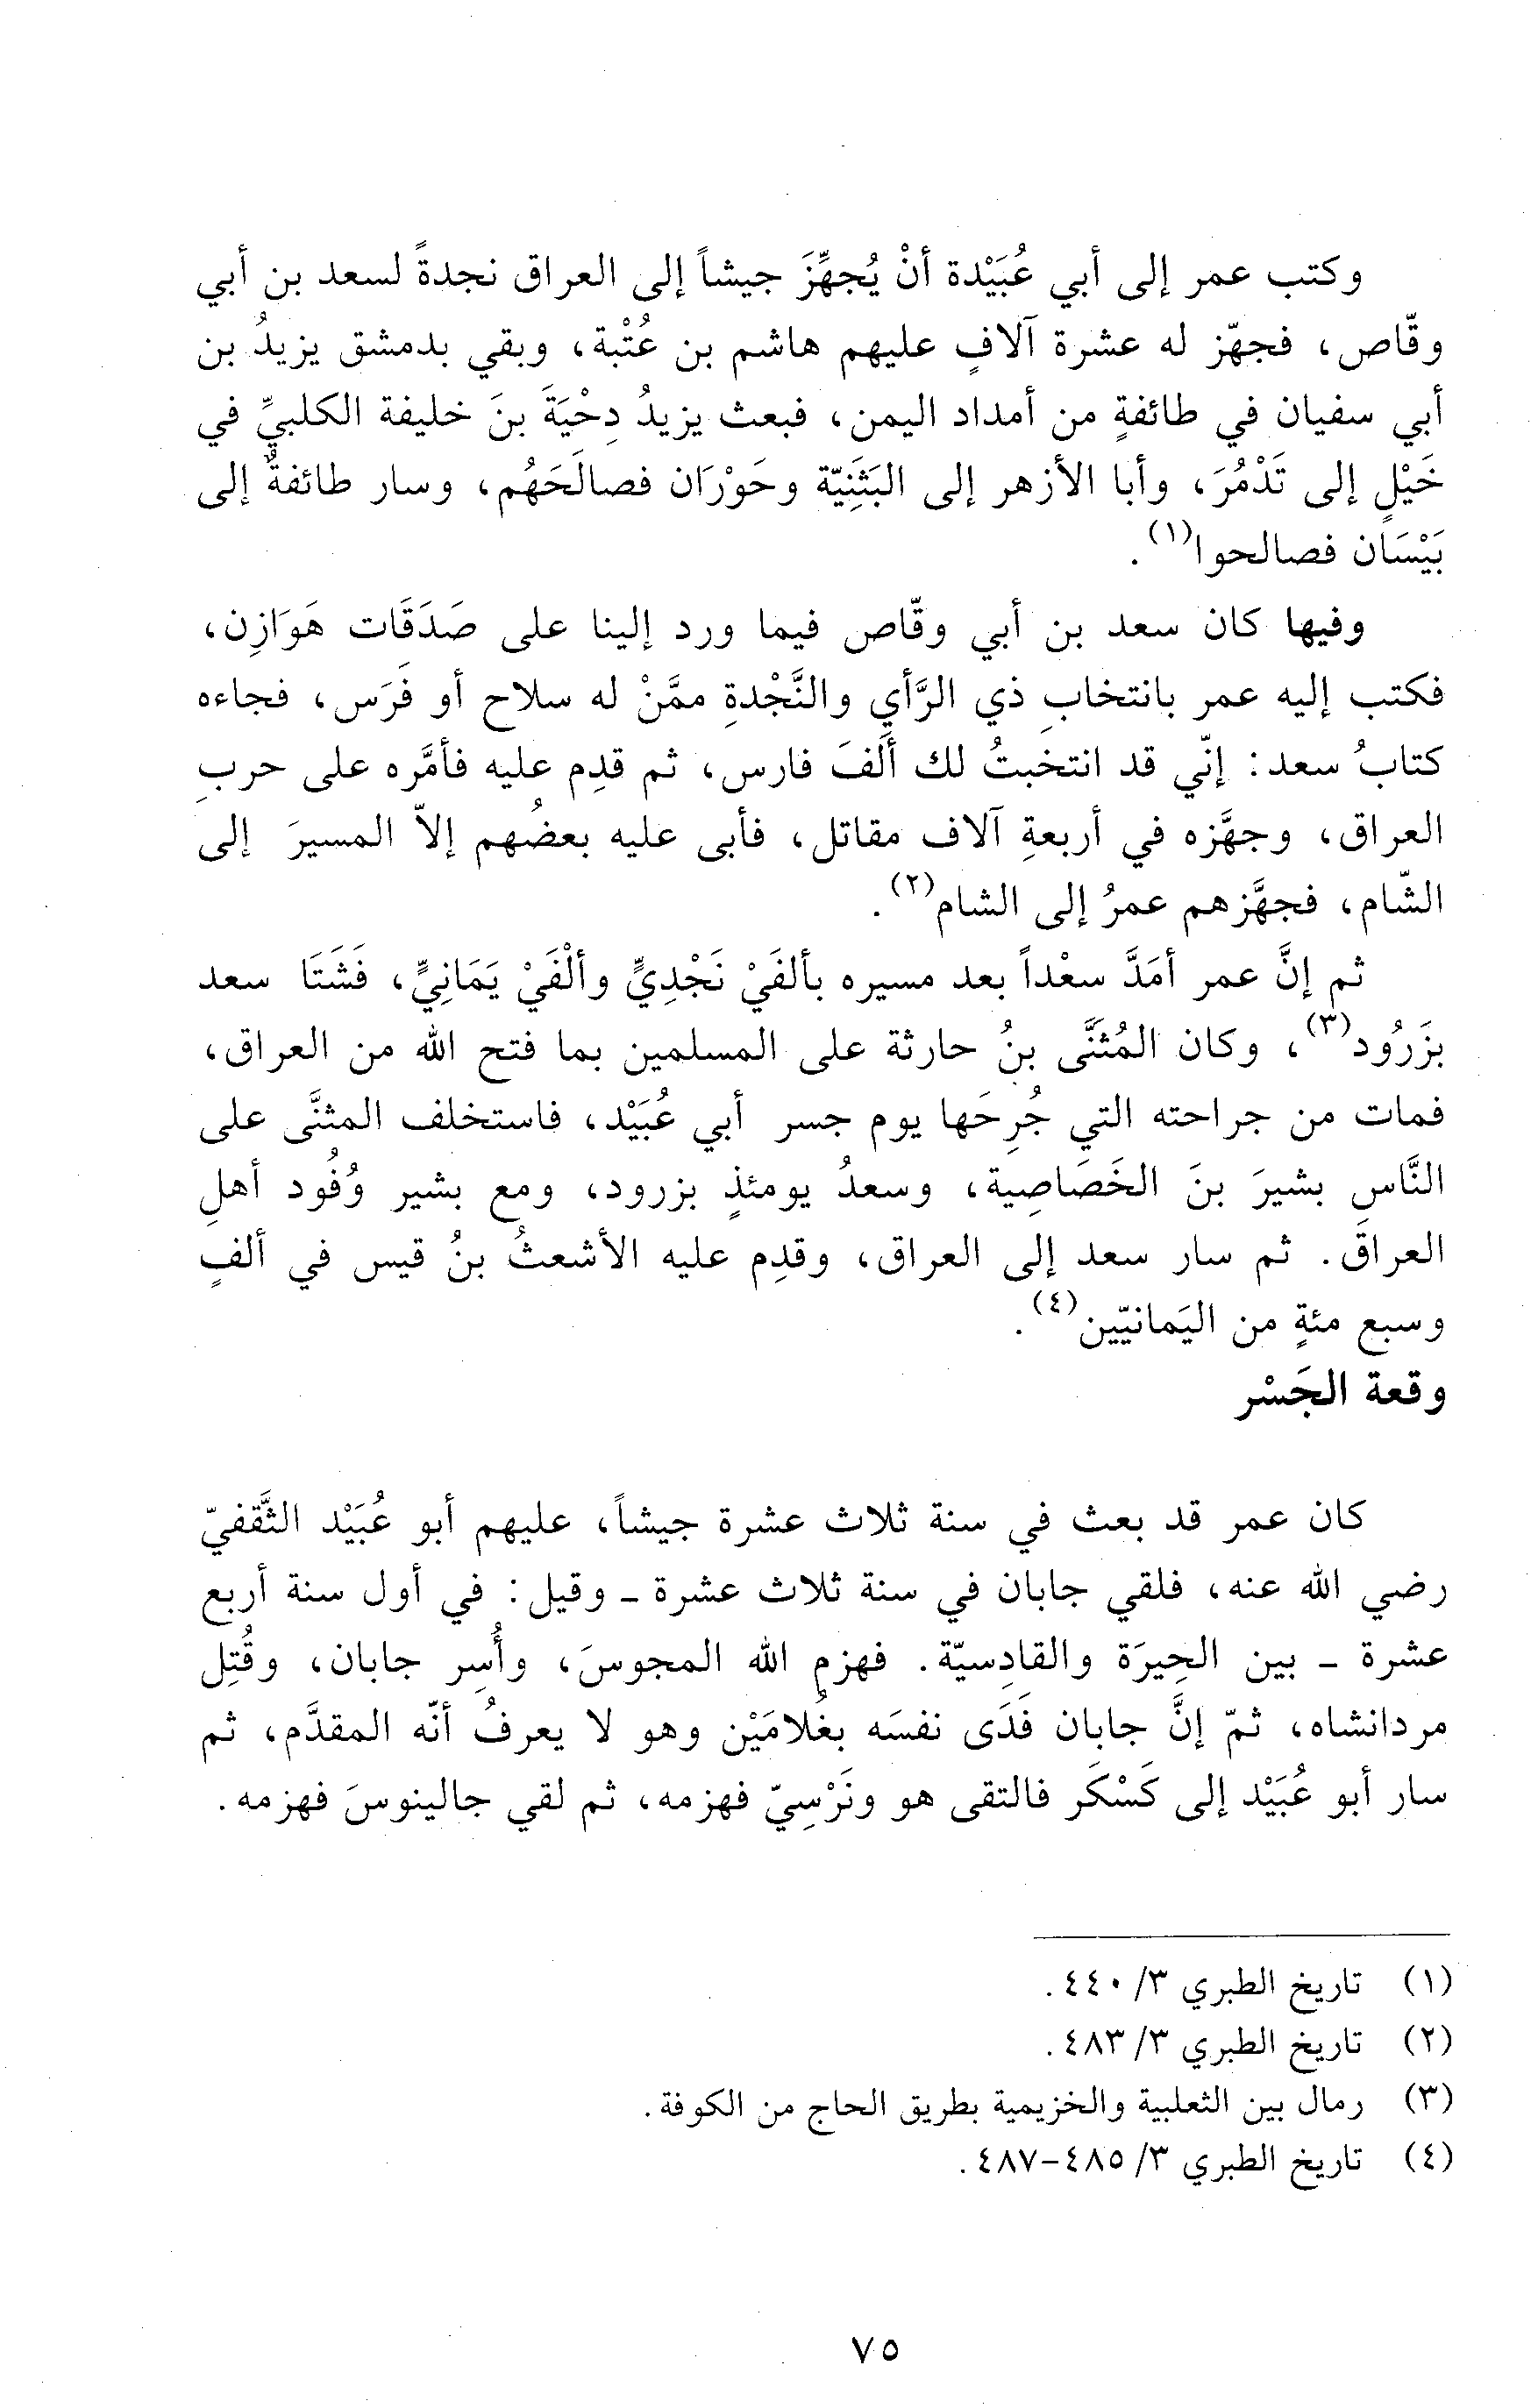 وكتب عمر إلى أبي عُبَيْدة أنْ يُجهِّزَ جيشاً إلى العراق نجدةً لسعد بن أبي
وقّاص، فجهّز له عشرة آلافٍ عليهم هاشم بن عُتْبة، وبقي بدمشق يزيدُ بن
أبي سفيان في طائفةٍ من أمداد اليمن، فبعث يزيدُ دِحْيَةَ بنَ خليفة الكلبيَّ في
خَيْلٍ إلى تَدْمُرَ، وأبا الأزهر إلى البَثَنِيّة وحَوْرَان فصالَحَهُم، وسار طائفةٌ إلى
بَيْسَان فصالحوا(١).
وفيها كان سعد بن أبي وقّاص فيما ورد إلينا على صَدَقَات هَوَازِن،
فكتب إليه عمر بانتخابِ ذي الرَّأيِ والنَّجْدةِ ممَّنْ له سلاح أو فَرَس، فجاءه
كتابُ سعد: إنّي قد انتخبتُ لك ألفَ فارس، ثم قدِم عليه فأمَّره على حربِ
العراق، وجهَّزه في أربعةِ آلاف مقاتل، فأبى عليه بعضُهم إلاّ المسيرَ إلى
الشّام، فجهَّزهم عمرُ إلى الشام(٢).
ثم إنَّ عمر أمَدَّ سعْداً بعد مسيره بألفَيْ نَجْدِيٍّ وألْفَيْ يَمَانِيٍّ، فَشَتَا سعد
بزَرُود(٣)، وكان المُثَنَّى بنُ حارثة على المسلمين بما فتح الله من العراق،
فمات من جراحته التي جُرِحَها يوم جسر أبي عُبَيْد، فاستخلف المثنَّى على
النَّاسِ بشيرَ بنَ الخَصَاصِية، وسعدُ يومئذٍ بزرود، ومع بشير وُفُود أهلِ
العراقَ. ثم سار سعد إلى العراق، وقدِم عليه الأشعثُ بنُ قيس في ألفٍ
وسبع مئةٍ من اليَمانيّين(٤).
وقعة الجَسْر
كان عمر قد بعث في سنة ثلاث عشرة جيشاً، عليهم أبو عُبَيْد الثَّقفيّ
رضي الله عنه، فلقي جابان في سنة ثلاث عشرة - وقيل: في أول سنة أربع
عشرة - بين الحِيرَة والقادِسيّة. فهزم الله المجوسَ، وأُسِر جابان، وقُتِل
مردانشاه، ثمّ إنَّ جابان فَدَى نفسَه بغُلامَيْن وهو لا يعرفُ أنّه المقدَّم، ثم
سار أبو عُبَيْد إلى كَسْكَر فالتقى هو ونَرْسِيّ فهزمه، ثم لقي جالينوسَ فهزمه.
(١) تاريخ الطبري ٣/ ٤٤٠.
(٢) تاريخ الطبري ٣/ ٤٨٣.
(٣) رمال بين الثعلبية والخزيمية بطريق الحاج من الكوفة.
(٤) تاريخ الطبري ٣/ ٤٨٥-٤٨٧.
٧٥